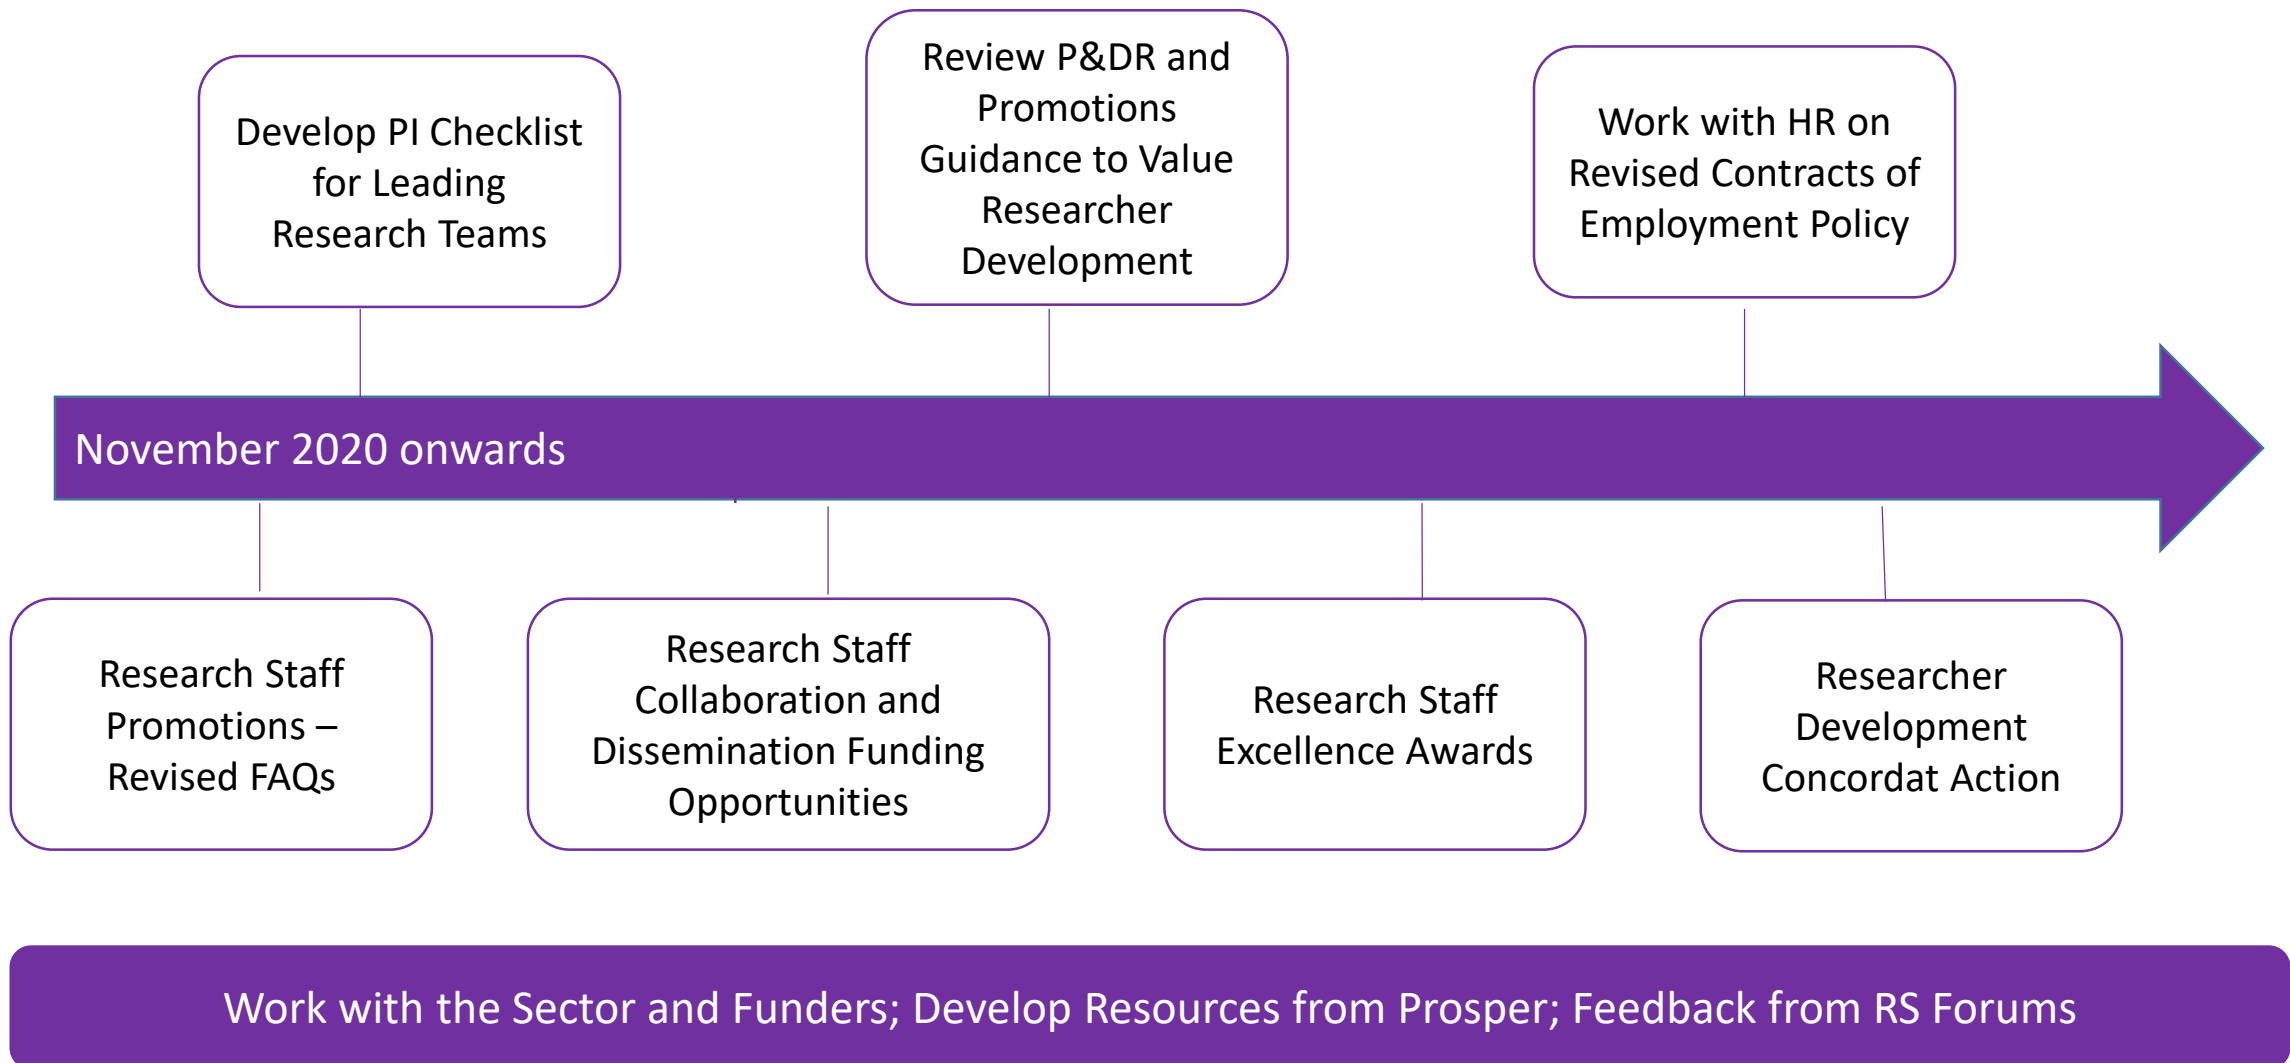 Develop PI Checklist
for Leading
Research Teams
Review P&DR and
Promotions
Guidance to Value
Researcher
Development
Work with HR on
Revised Contracts of
Employment Policy
November 2020 onwards
Research Staff
Promotions –
Revised FAQs
Research Staff
Collaboration and
Dissemination Funding
Opportunities
Research Staff
Excellence Awards
Researcher
Development
Concordat Action
Work with the Sector and Funders; Develop Resources from Prosper; Feedback from RS Forums